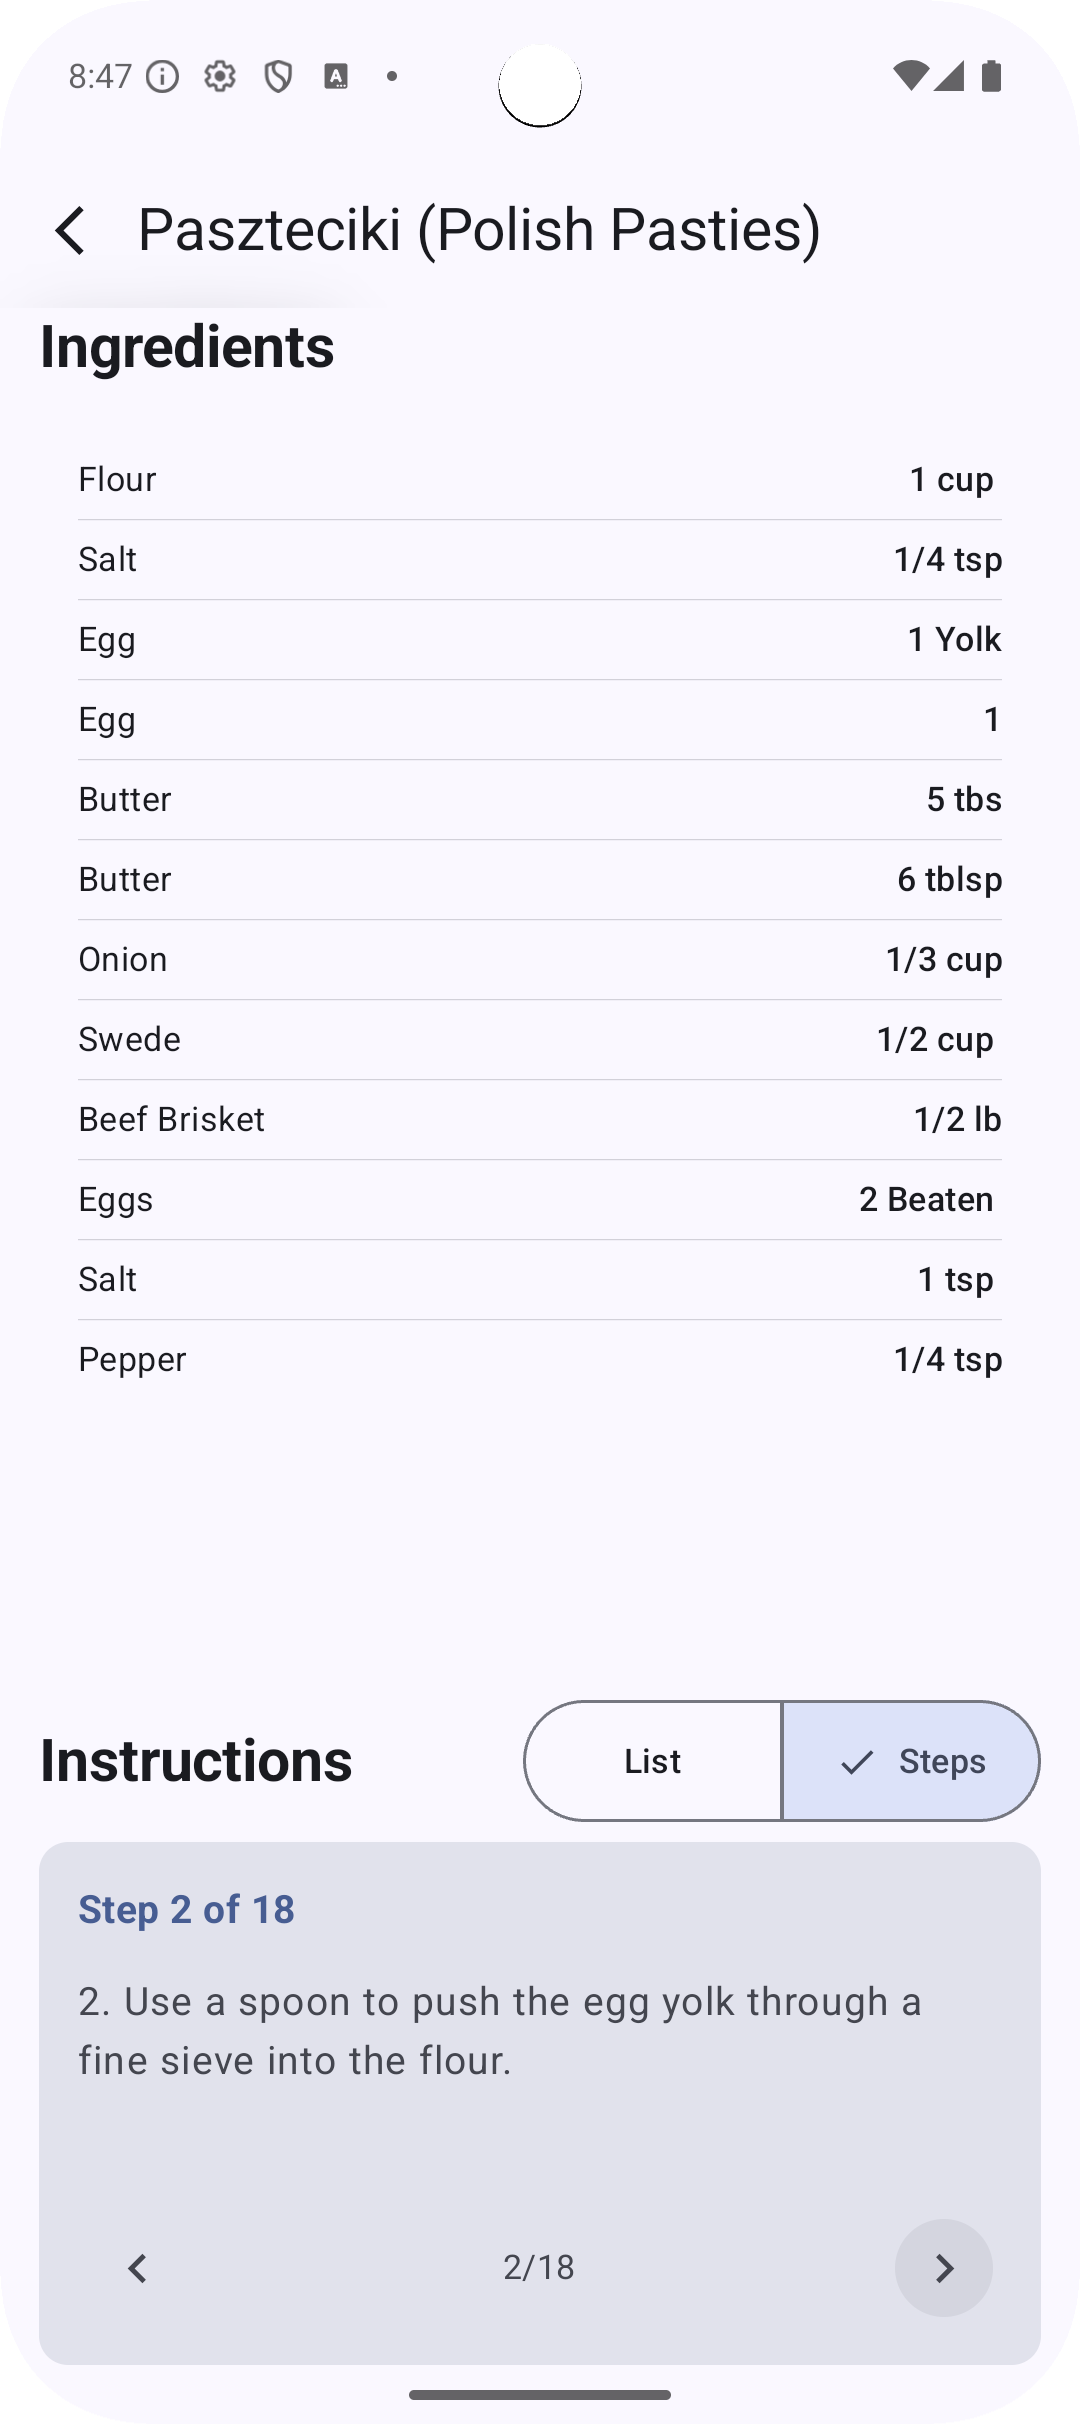 8:47
Paszteciki (Polish Pasties)
Ingredients
Flour 1 cup
Salt 1/4 tsp
Egg 1 Yolk
Egg 1
Butter 5 tbs
Butter 6 tblsp
Onion 1/3 cup
Swede 1/2 cup
Beef Brisket 1/2 lb
Eggs 2 Beaten
Salt 1 tsp
Pepper 1/4 tsp
Instructions List Steps
Step 2 of 18
2. Use a spoon to push the egg yolk through a
fine sieve into the flour.
2/18